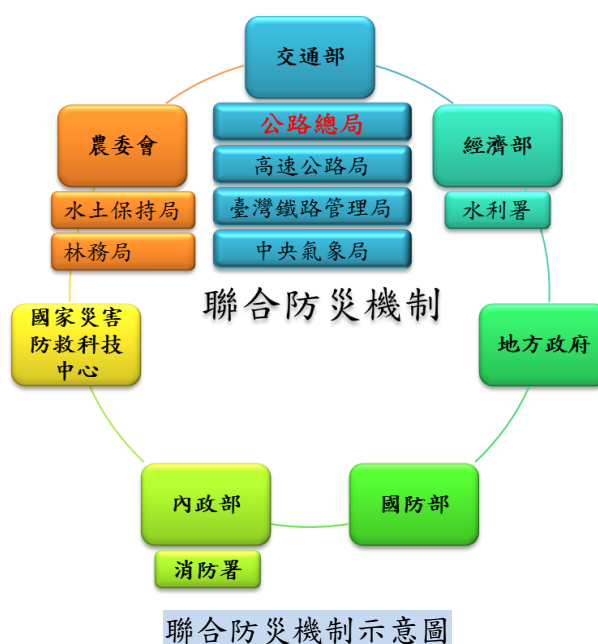 交通部
公路總局
高速公路局
臺灣鐵路管理局
中央氣象局
農委會
水土保持局
林務局
經濟部
水利署
聯合防災機制
國家災害
防救科技
中心
地方政府
內政部
消防署
國防部
聯合防災機制示意圖